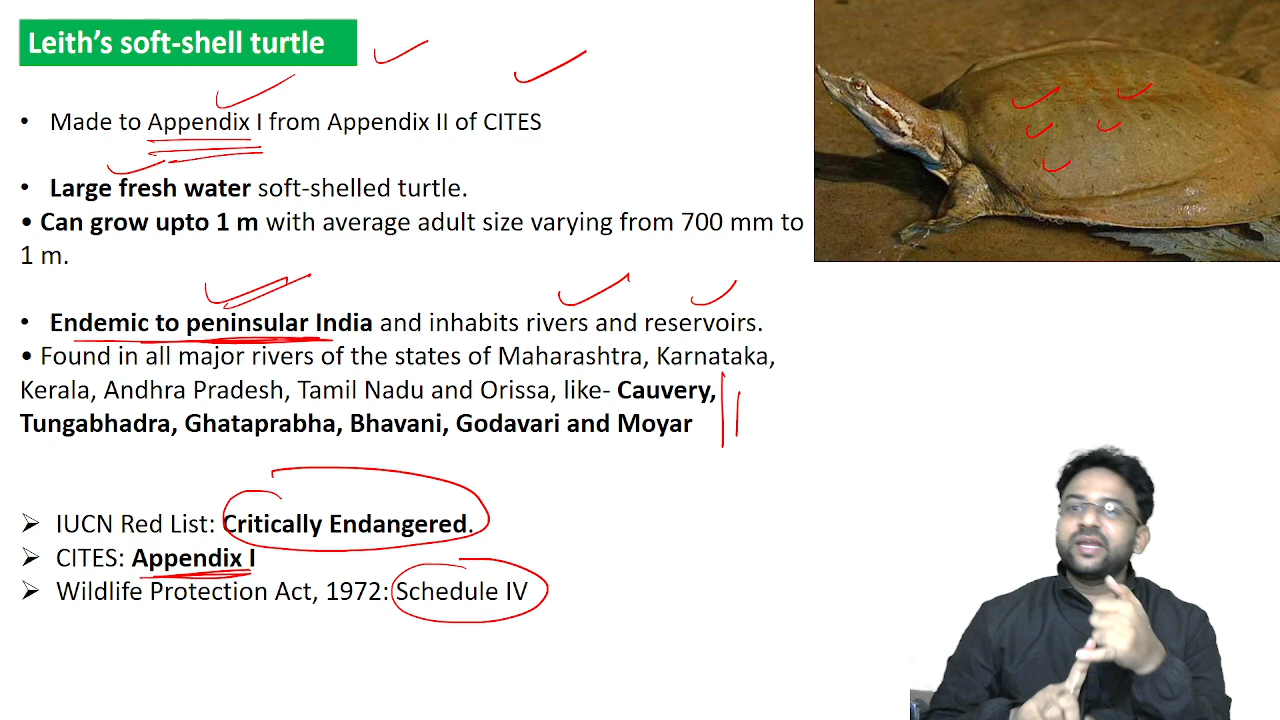 Leith's soft-shell turtle
• Made to Appendix I from Appendix II of CITES
• Large fresh water soft-shelled turtle.
• Can grow upto 1 m with average adult size varying from 700 mm to
1 m.
• Endemic to peninsular India and inhabits rivers and reservoirs.
• Found in all major rivers of the states of Maharashtra, Karnataka,
Kerala, Andhra Pradesh, Tamil Nadu and Orissa, like- Cauvery,
Tungabhadra, Ghataprabha, Bhavani, Godavari and Moyar
➢ IUCN Red List: Critically Endangered.
➢ CITES: Appendix I
➢ Wildlife Protection Act, 1972: Schedule IV